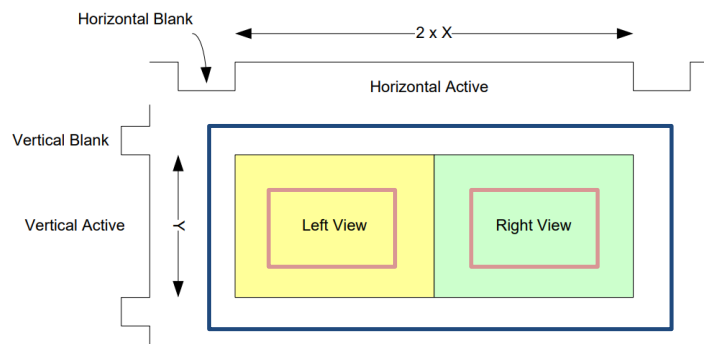 Horizontal Blank
2 x X
Horizontal Active
Vertical Blank
Vertical Active
Y
Left View
Right View